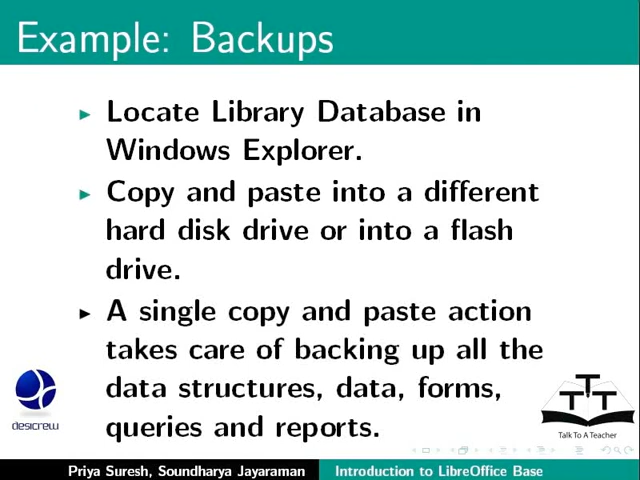 Example: Backups
Locate Library Database in
Windows Explorer.
Copy and paste into a different
hard disk drive or into a flash
drive.
A single copy and paste action
takes care of backing up all the
data structures, data, forms,
queries and reports.
desicrew
TTT
Talk To A Teacher
Priya Suresh, Soundharya Jayaraman
Introduction to LibreOffice Base